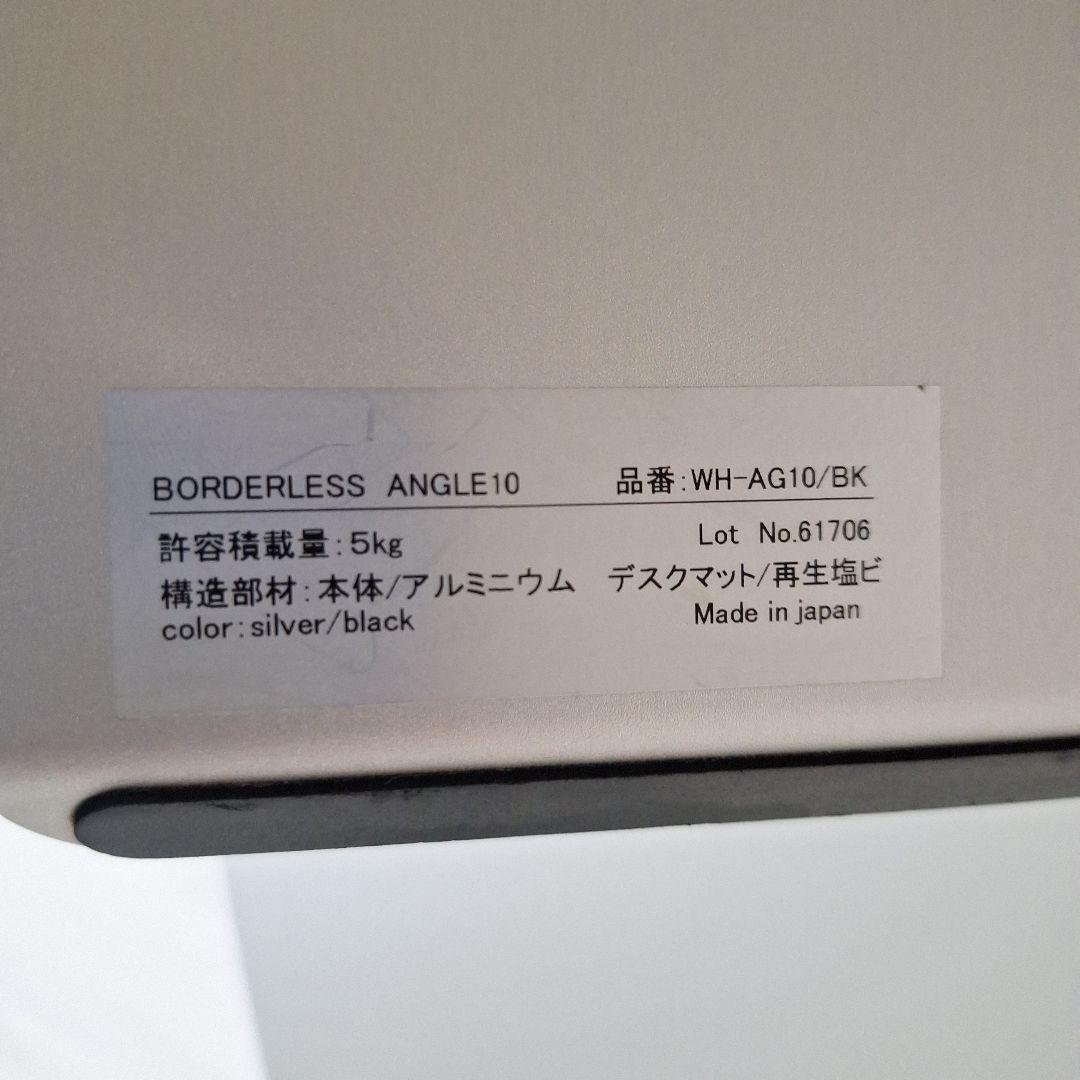 BORDERLESS ANGLE10 品番:WH-AG10/BK
許容積載量:5kg Lot No.61706
構造部材:本体/アルミニウム デスクマット/再生塩ビ
color:silver/black Made in japan